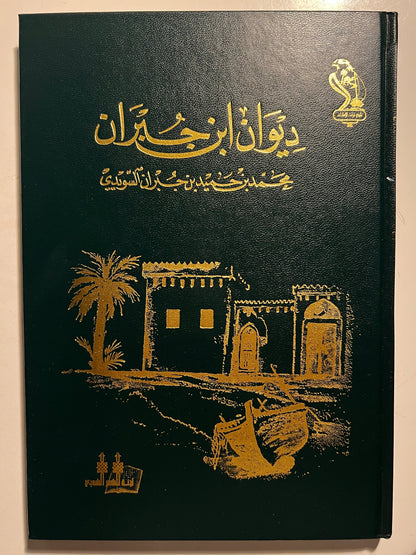 ديوان ابن جبران
محمد بن حميد بن جبران السويدي